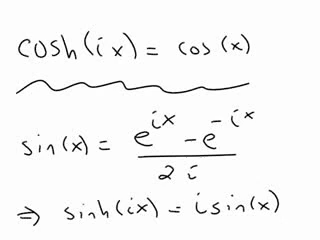 cosh(ix) = cos(x)
sin(x) = (e^{ix} - e^{-ix}) / 2i
⇒ sinh(ix) = i sin(x)